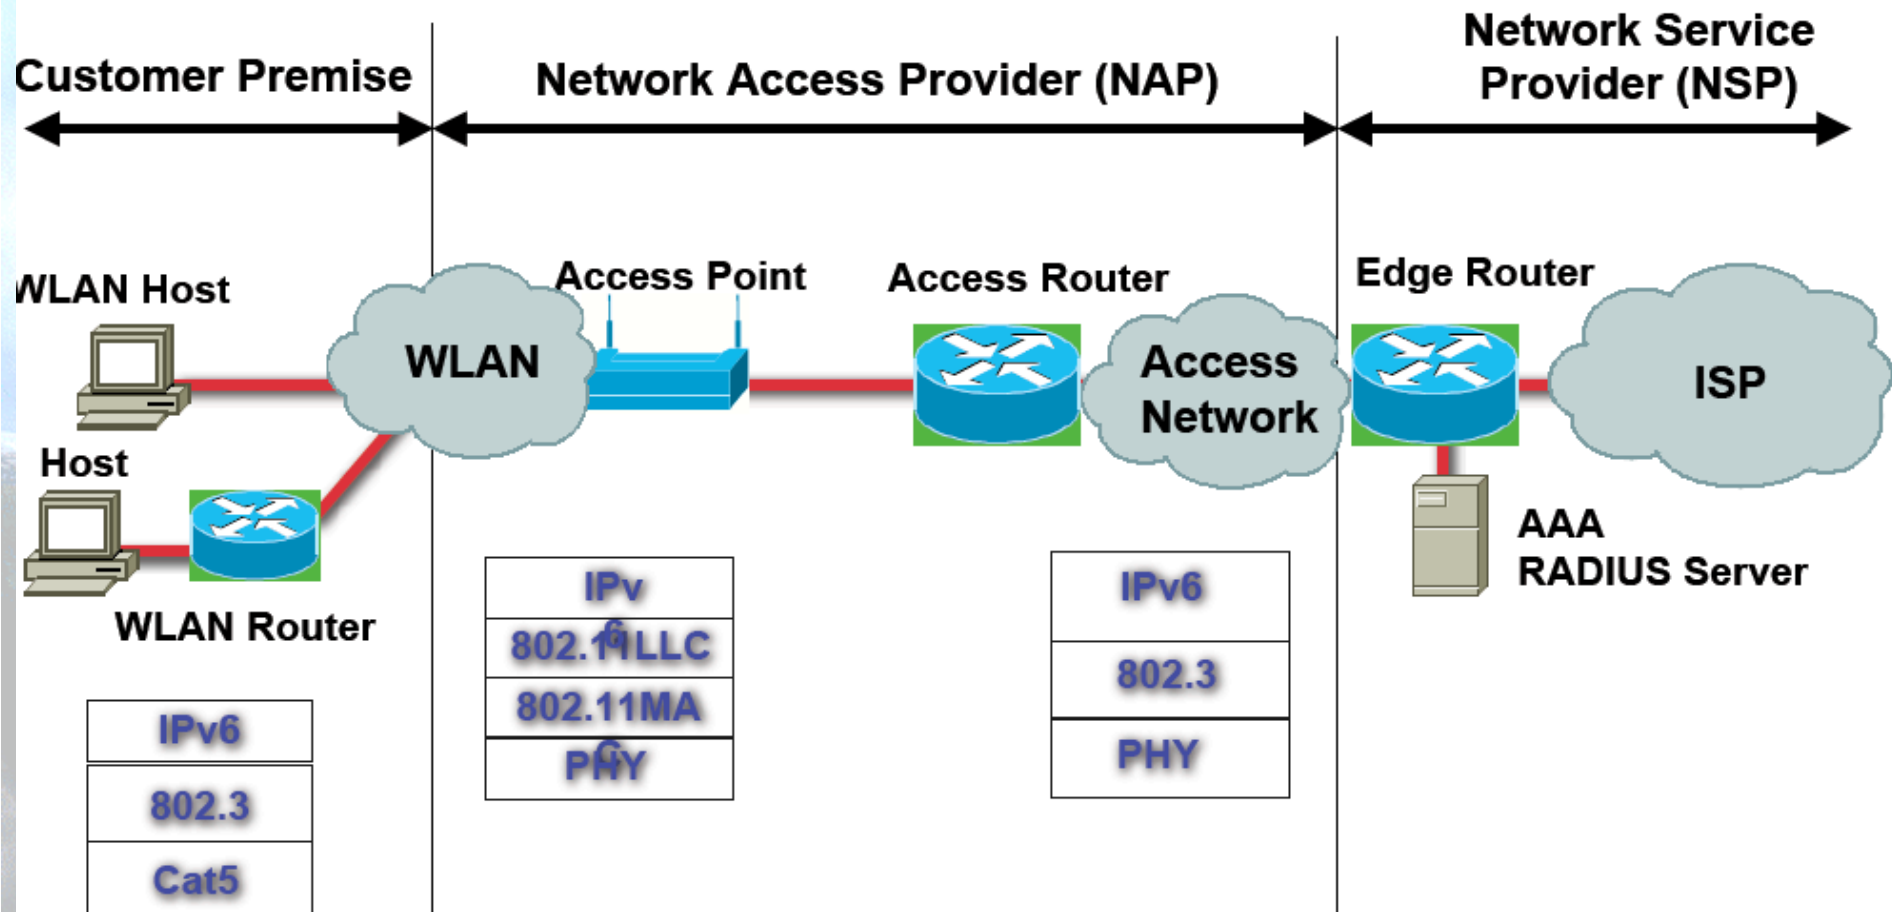 Customer Premise
Network Access Provider (NAP)
Network Service
Provider (NSP)
WLAN Host
Access Point
Access Router
Edge Router
WLAN
Access
Network
ISP
Host
WLAN Router
AAA
RADIUS Server
IPv6
802.3
Cat5
IPv
6
802.11LLC
802.11MA
C
PHY
IPv6
802.3
PHY